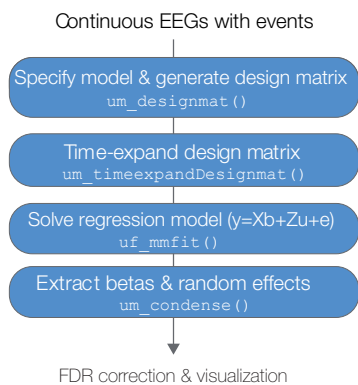 Continuous EEGs with events
Specify model & generate design matrix
um_designmat()
Time-expand design matrix
um_timeexpandDesignmat()
Solve regression model (y=Xb+Zu+e)
uf_mmfit()
Extract betas & random effects
um_condense()
FDR correction & visualization